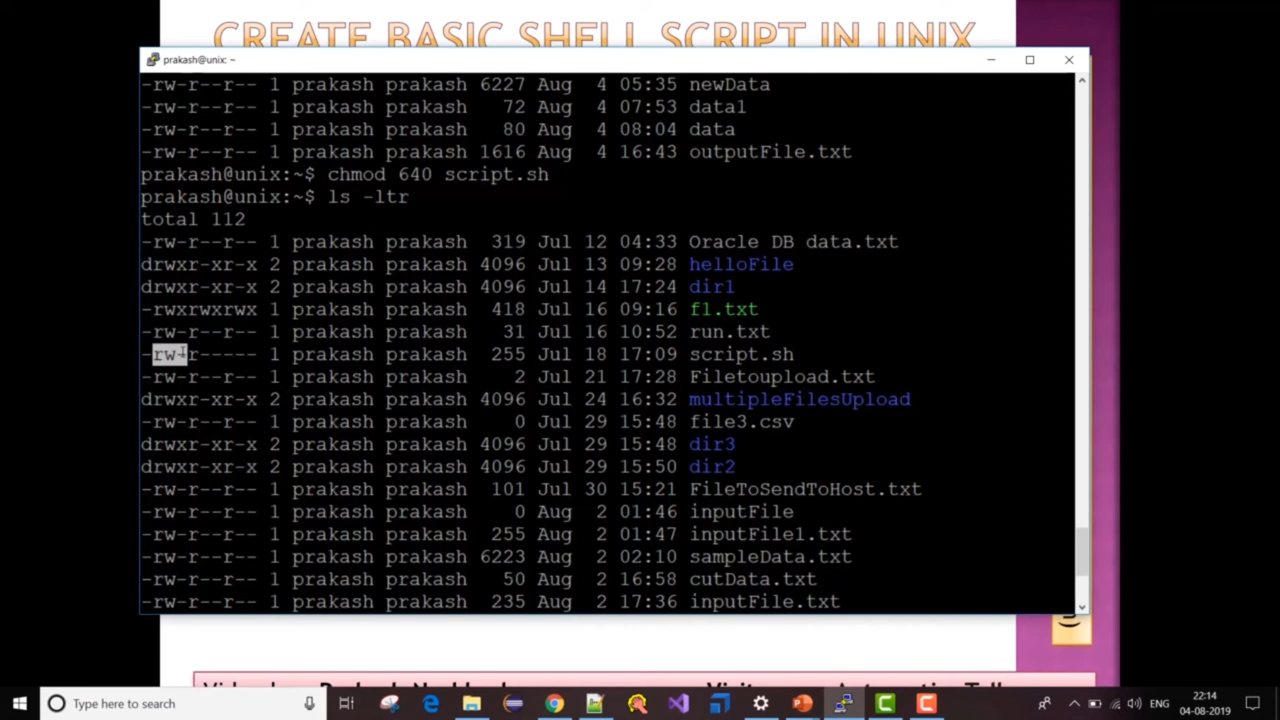 CREATE BASIC SHELL SCRIPT IN UNIX
prakash@unix: ~
-rw-r--r-- 1 prakash prakash 6227 Aug  4 05:35 newData
-rw-r--r-- 1 prakash prakash   72 Aug  4 07:53 data1
-rw-r--r-- 1 prakash prakash   80 Aug  4 08:04 data
-rw-r--r-- 1 prakash prakash 1616 Aug  4 16:43 outputFile.txt
prakash@unix:~$ chmod 640 script.sh
prakash@unix:~$ ls -ltr
total 112
-rw-r--r-- 1 prakash prakash  319 Jul 12 04:33 Oracle DB data.txt
drwxr-xr-x 2 prakash prakash 4096 Jul 13 09:28 helloFile
drwxr-xr-x 2 prakash prakash 4096 Jul 14 17:24 dir1
-rwxrwxrwx 1 prakash prakash  418 Jul 16 09:16 f1.txt
-rw-r--r-- 1 prakash prakash   31 Jul 16 10:52 run.txt
-rw-r----- 1 prakash prakash  255 Jul 18 17:09 script.sh
-rw-r--r-- 1 prakash prakash    2 Jul 21 17:28 Filetoupload.txt
drwxr-xr-x 2 prakash prakash 4096 Jul 24 16:32 multipleFilesUpload
-rw-r--r-- 1 prakash prakash    0 Jul 29 15:48 file3.csv
drwxr-xr-x 2 prakash prakash 4096 Jul 29 15:48 dir3
drwxr-xr-x 2 prakash prakash 4096 Jul 29 15:50 dir2
-rw-r--r-- 1 prakash prakash  101 Jul 30 15:21 FileToSendToHost.txt
-rw-r--r-- 1 prakash prakash    0 Aug  2 01:46 inputFile
-rw-r--r-- 1 prakash prakash  255 Aug  2 01:47 inputFile1.txt
-rw-r--r-- 1 prakash prakash 6223 Aug  2 02:10 sampleData.txt
-rw-r--r-- 1 prakash prakash   50 Aug  2 16:58 cutData.txt
-rw-r--r-- 1 prakash prakash  235 Aug  2 17:36 inputFile.txt
Type here to search
ENG
22:14
04-08-2019